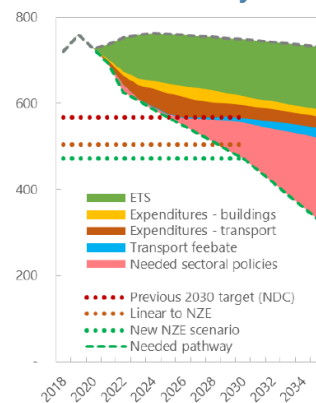 800
600
400
200
-
ETS
Expenditures - buildings
Expenditures - transport
Transport feebate
Needed sectoral policies
Previous 2030 target (NDC)
Linear to NZE
New NZE scenario
Needed pathway
2018
2020
2022
2024
2026
2028
2030
2032
2034